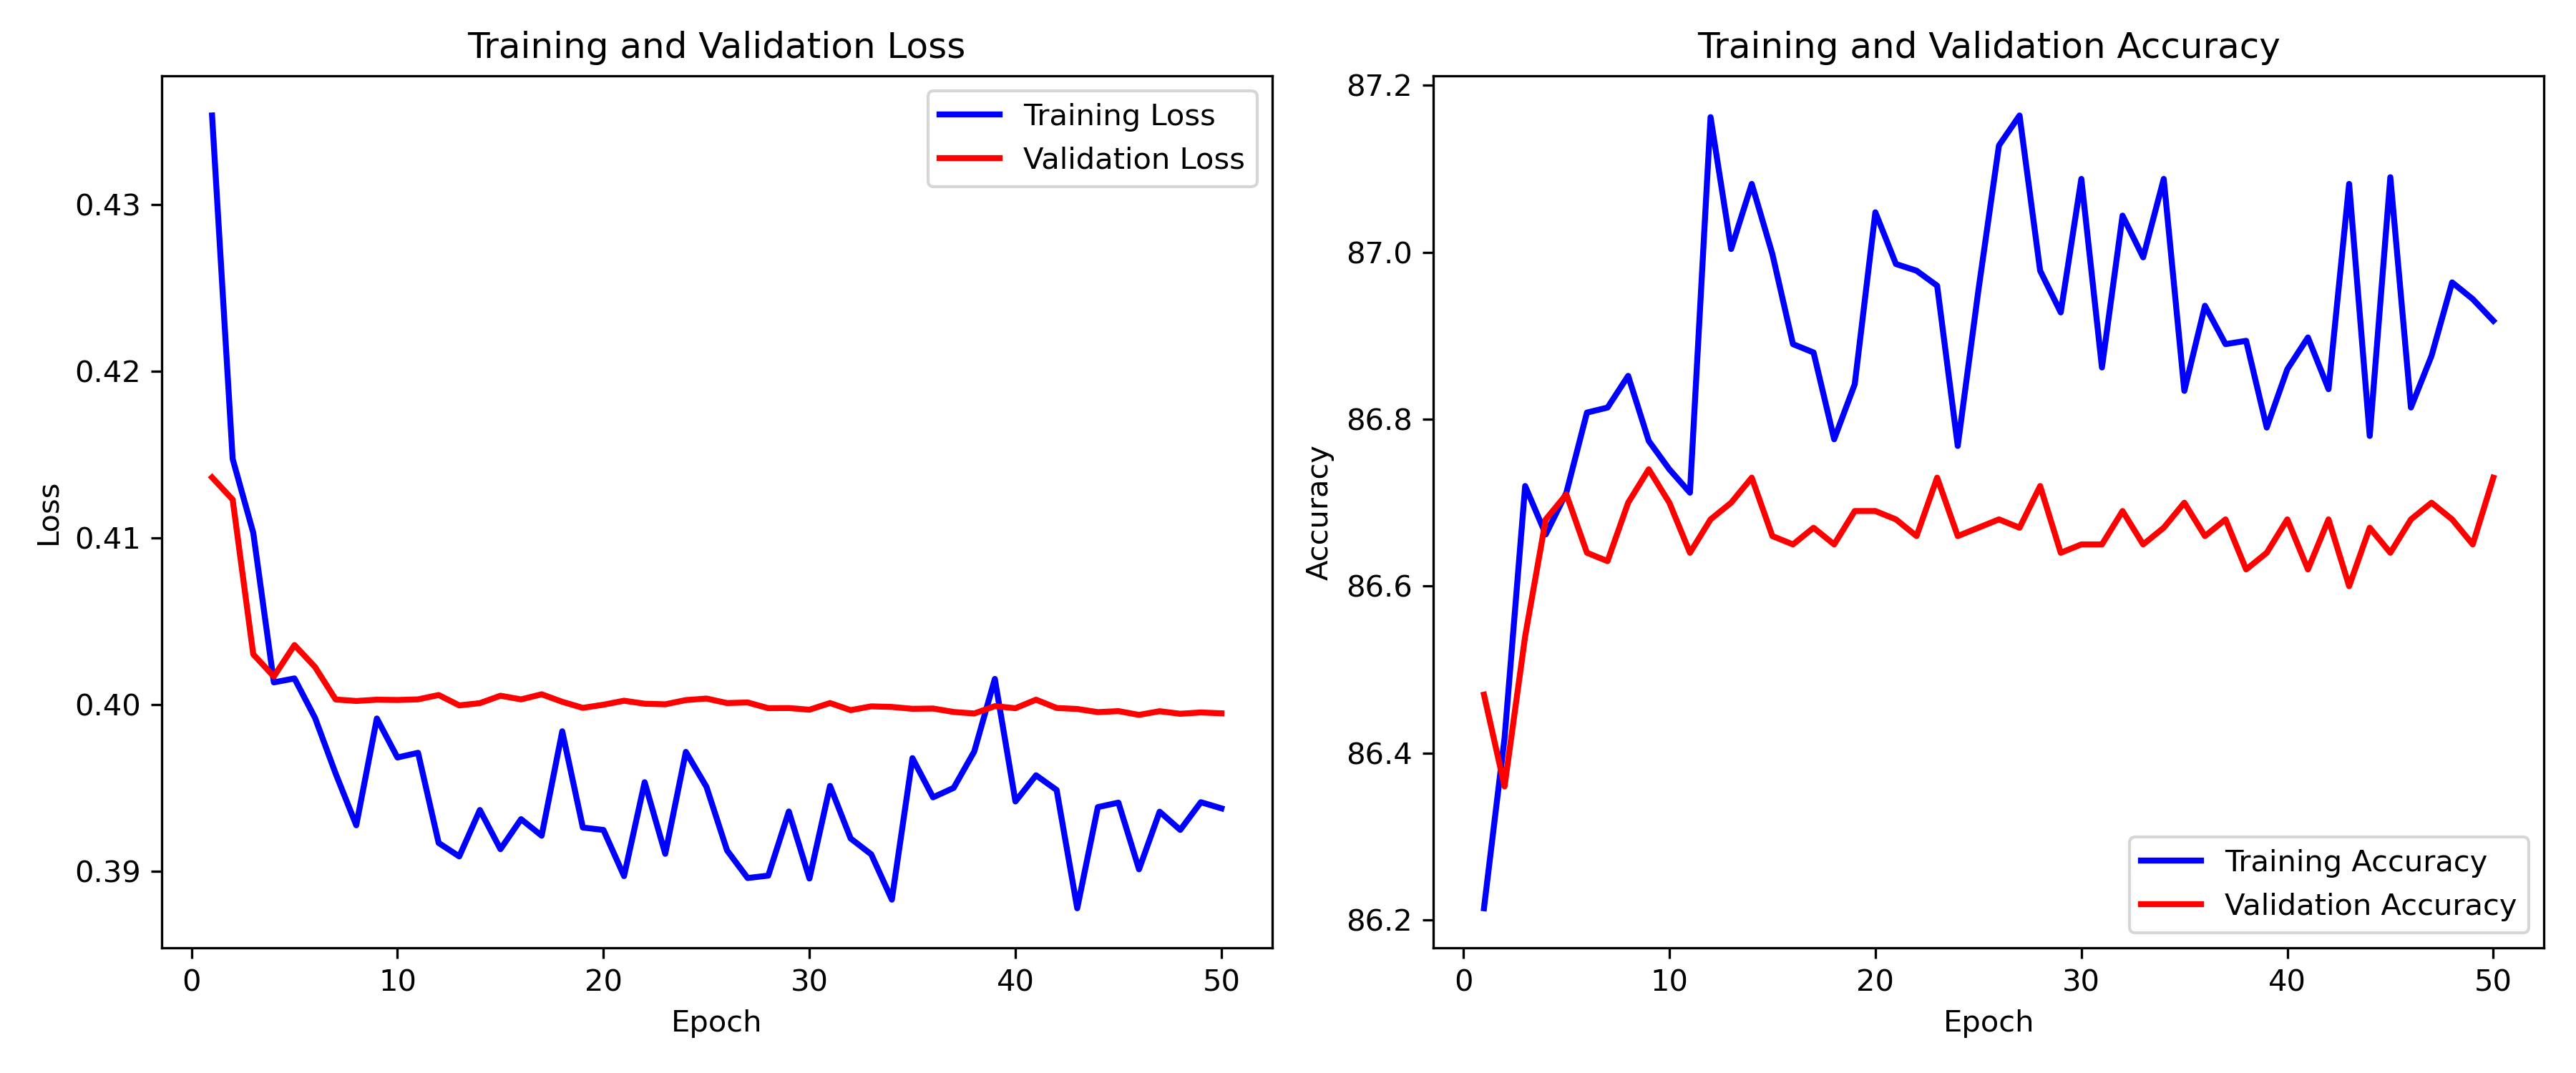 Training and Validation Loss
Training Loss
Validation Loss
0.43
0.42
0.41
0.40
0.39
Loss
0 10 20 30 40 50
Epoch
Training and Validation Accuracy
87.2
87.0
86.8
86.6
86.4
86.2
Accuracy
Training Accuracy
Validation Accuracy
0 10 20 30 40 50
Epoch